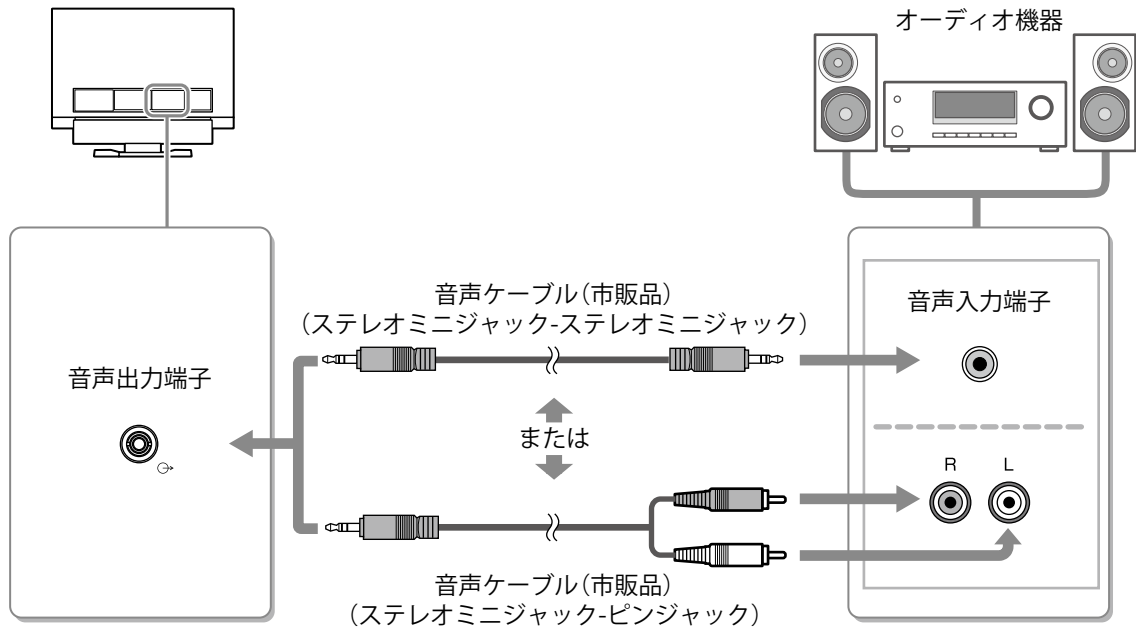 オーディオ機器
音声ケーブル（市販品）
（ステレオミニジャック-ステレオミニジャック）
音声入力端子
音声出力端子
または
R L
音声ケーブル（市販品）
（ステレオミニジャック-ピンジャック）